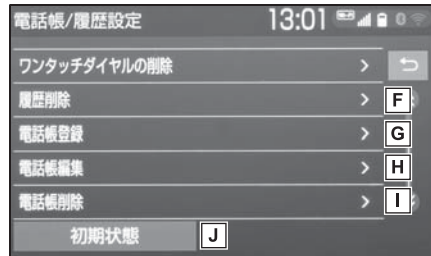 電話帳/履歴設定 13:01
ワンタッチダイヤルの削除
履歴削除 F
電話帳登録 G
電話帳編集 H
電話帳削除 I
初期状態 J